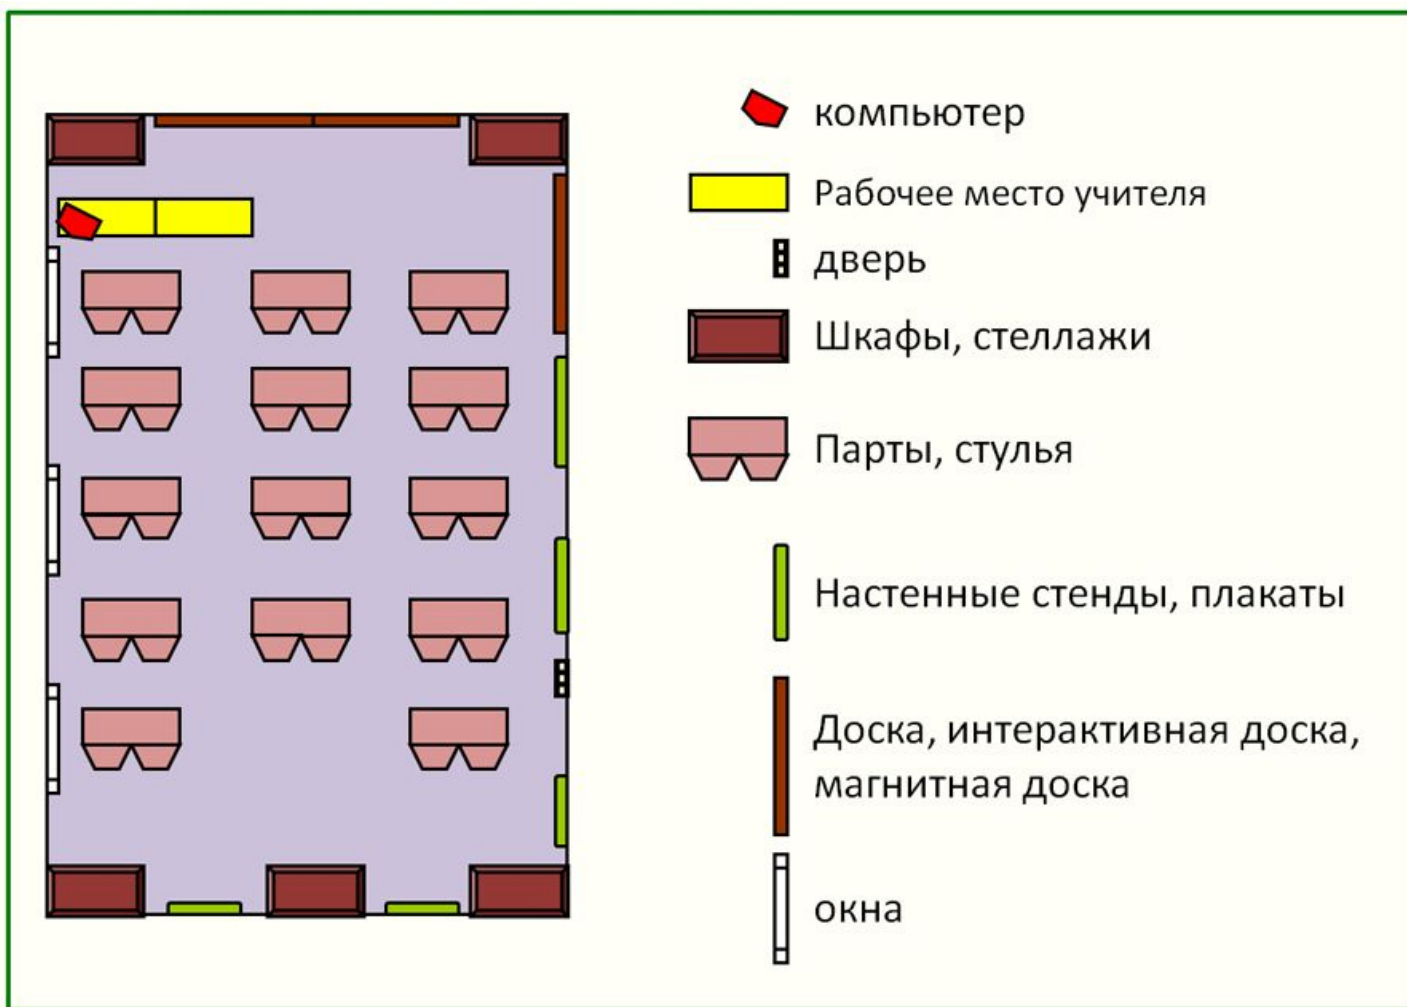 компьютер
Рабочее место учителя
дверь
Шкафы, стеллажи
Парты, стулья
Настенные стенды, плакаты
Доска, интерактивная доска,
магнитная доска
окна